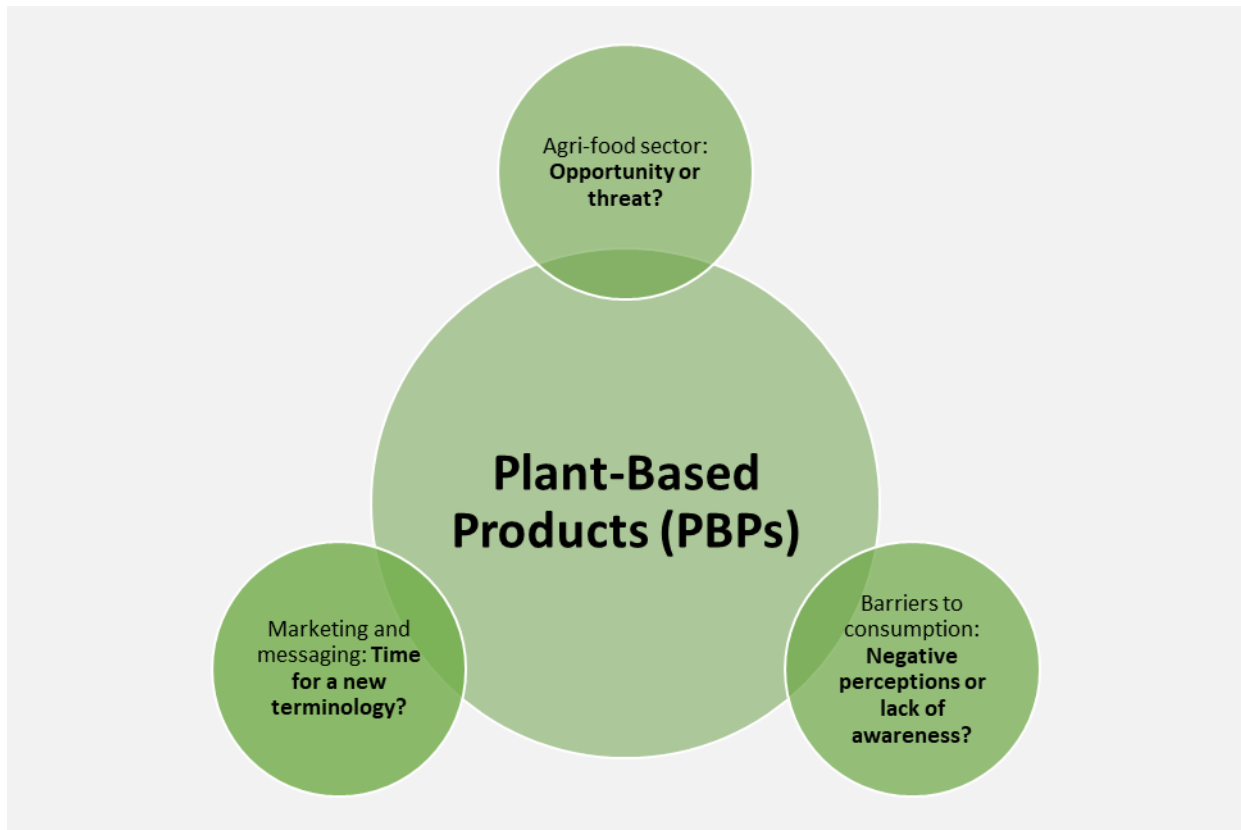 Agri-food sector:
Opportunity or
threat?
Plant-Based
Products (PBPs)
Marketing and
messaging: Time
for a new
terminology?
Barriers to
consumption:
Negative
perceptions or
lack of
awareness?